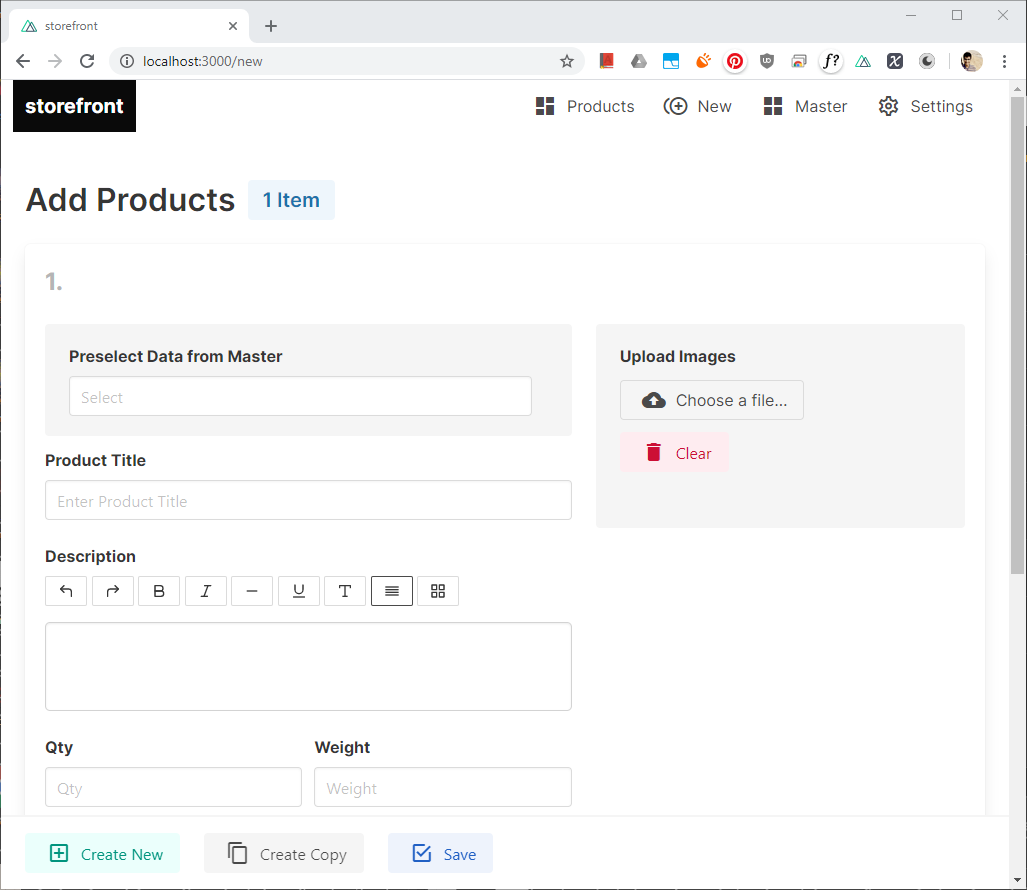 storefront
localhost:3000/new
f?
storefront
Products
New
Master
Settings
Add Products
1 Item
1.
Preselect Data from Master
Select
Upload Images
Choose a file...
Clear
Product Title
Enter Product Title
Description
B I U T
Qty
Weight
Qty
Weight
Create New
Create Copy
Save